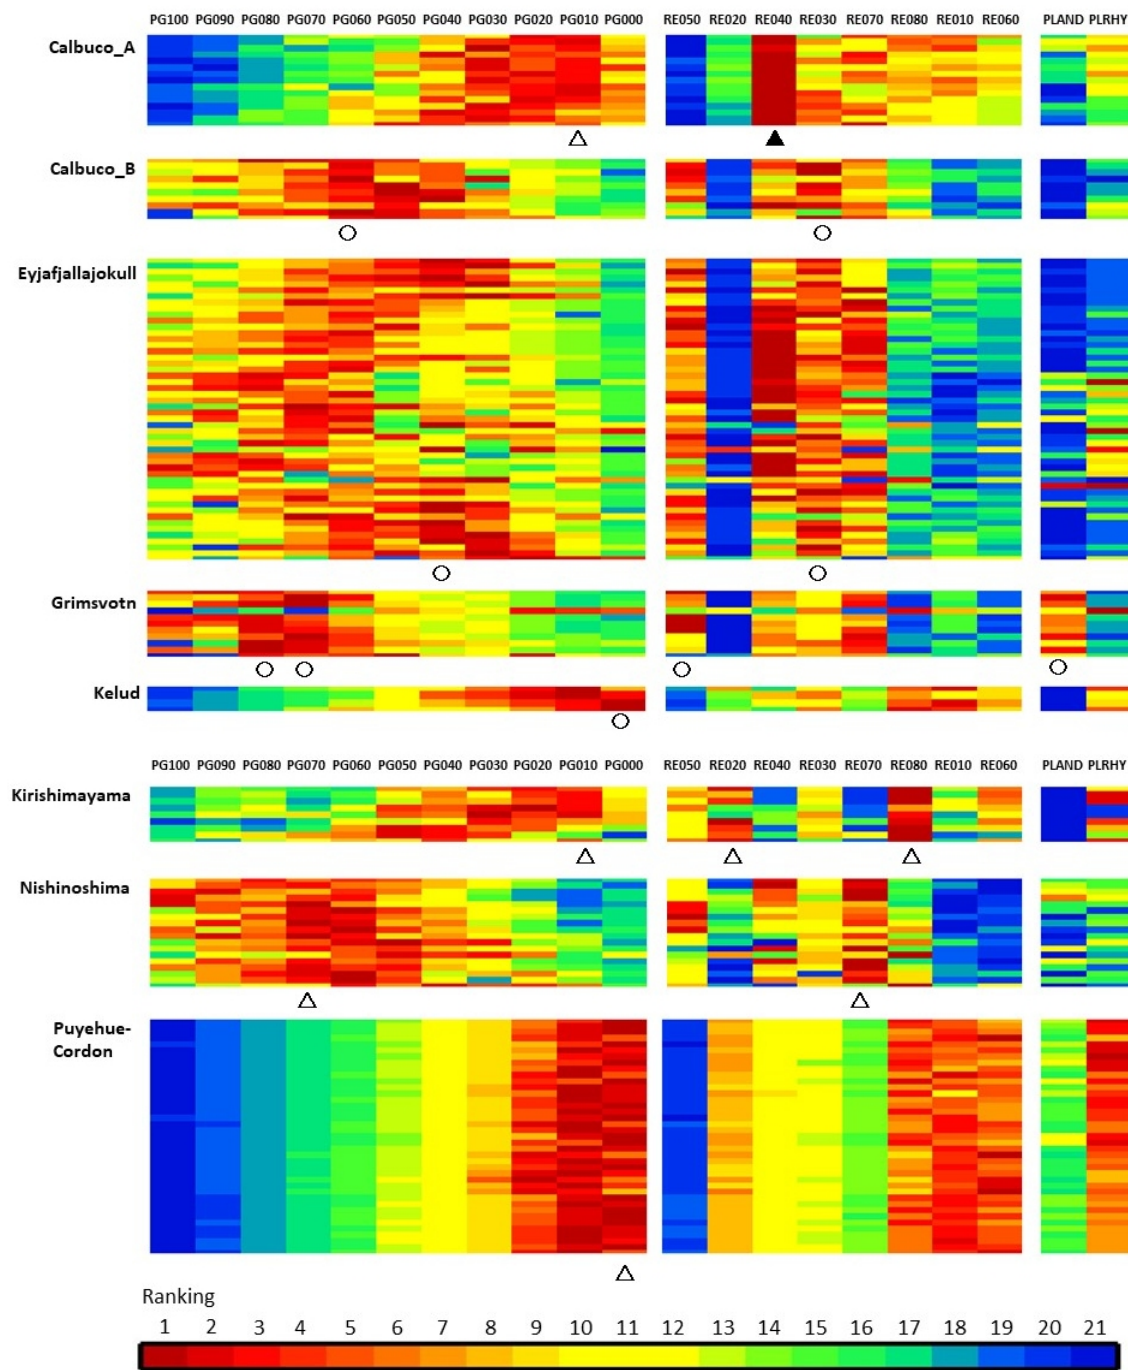 PG100 PG090 PG080 PG070 PG060 PG050 PG040 PG030 PG020 PG010 PG000 RE050 RE020 RE040 RE030 RE070 RE080 RE010 RE060 PLAND PLRHY
Calbuco_A
Calbuco_B
Eyjafjallajokull
Grimsvotn
Kelud
PG100 PG090 PG080 PG070 PG060 PG050 PG040 PG030 PG020 PG010 PG000 RE050 RE020 RE040 RE030 RE070 RE080 RE010 RE060 PLAND PLRHY
Kirishimayama
Nishinoshima
Puyehue-
Cordon
Ranking
1 2 3 4 5 6 7 8 9 10 11 12 13 14 15 16 17 18 19 20 21